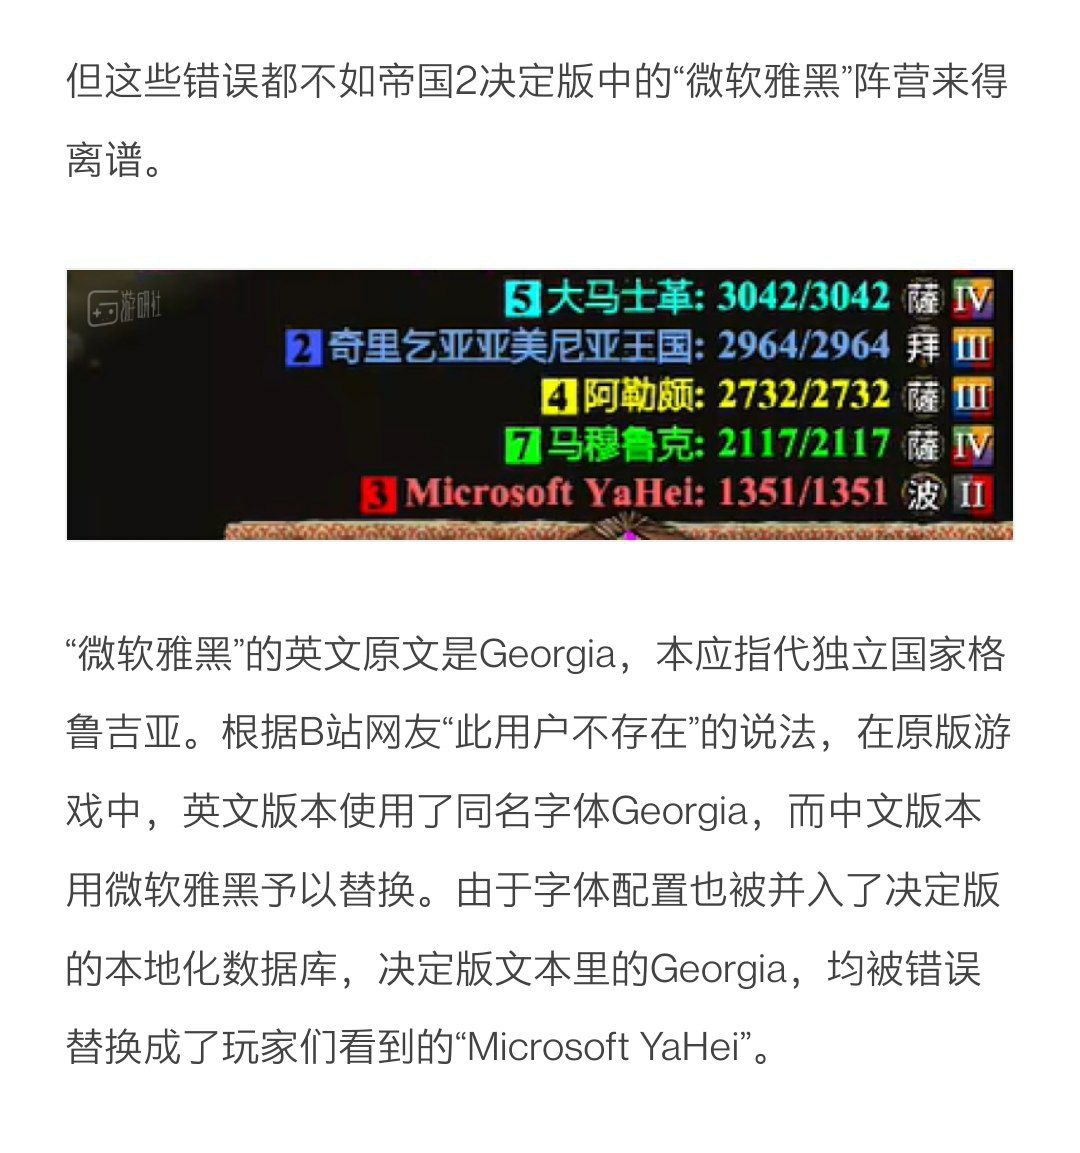 但这些错误都不如帝国2决定版中的“微软雅黑”阵营来得
离谱。
游研社
5 大马士革: 3042/3042 薩 IV
2 奇里乞亚亚美尼亚王国: 2964/2964 拜 III
4 阿勒颇: 2732/2732 薩 III
7 马穆鲁克: 2117/2117 薩 IV
3 Microsoft YaHei: 1351/1351 波 II
“微软雅黑”的英文原文是Georgia，本应指代独立国家格
鲁吉亚。根据B站网友“此用户不存在”的说法，在原版游
戏中，英文版本使用了同名字体Georgia，而中文版本
用微软雅黑予以替换。由于字体配置也被并入了决定版
的本地化数据库，决定版文本里的Georgia，均被错误
替换成了玩家们看到的“Microsoft YaHei”。